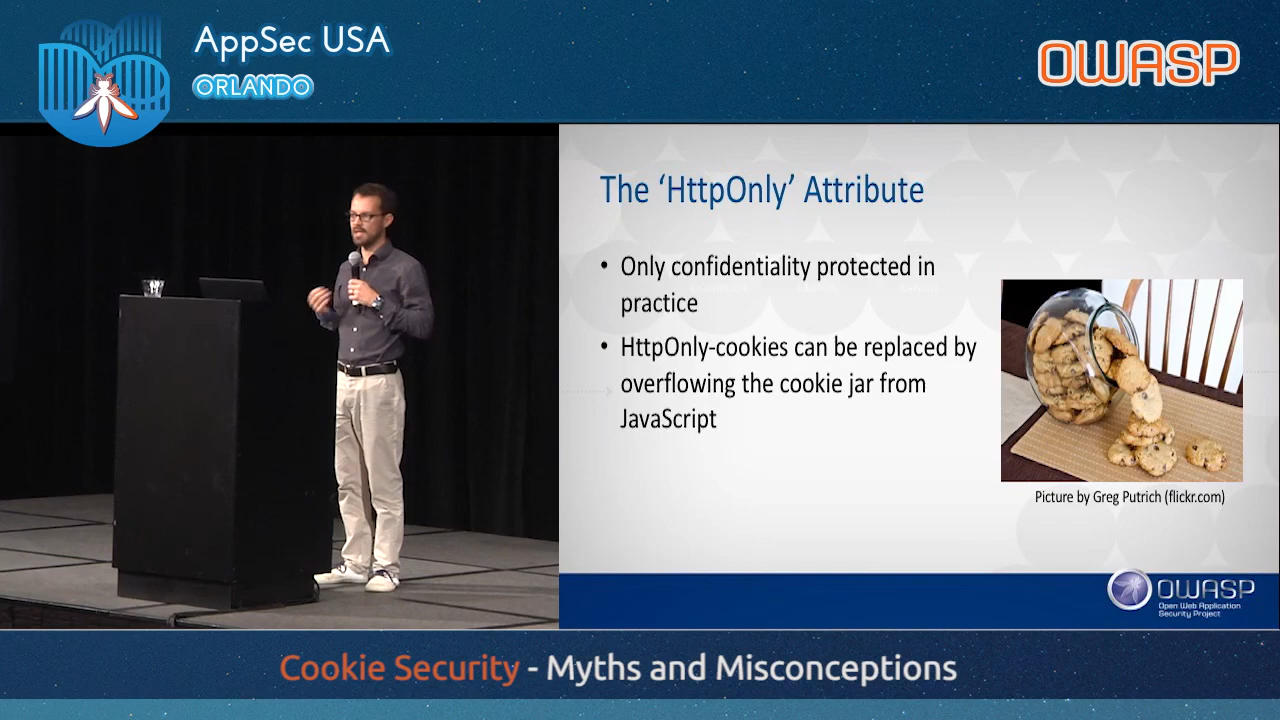 AppSec USA
ORLANDO
OWASP
The ‘HttpOnly’ Attribute
• Only confidentiality protected in
practice
• HttpOnly-cookies can be replaced by
overflowing the cookie jar from
JavaScript
Picture by Greg Putrich (flickr.com)
OWASP
Open Web Application
Security Project
Cookie Security - Myths and Misconceptions